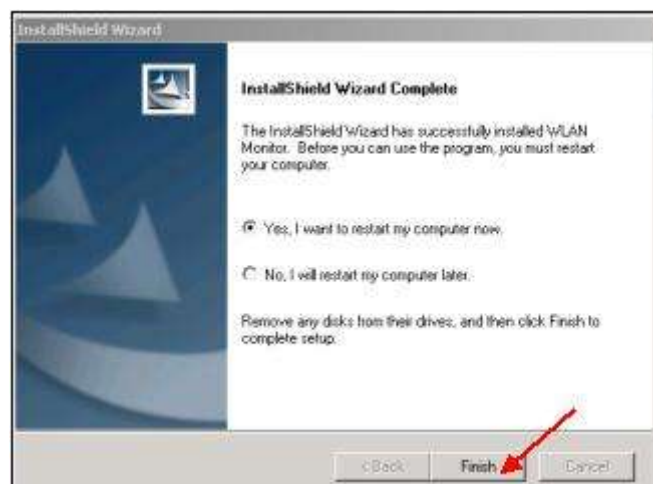 InstallShield Wizard
InstallShield Wizard Complete
The InstallShield Wizard has successfully installed WLAN
Monitor. Before you can use the program, you must restart
your computer.
Yes, I want to restart my computer now.
No, I will restart my computer later.
Remove any disks from their drives, and then click Finish to
complete setup.
< Back
Finish
Cancel